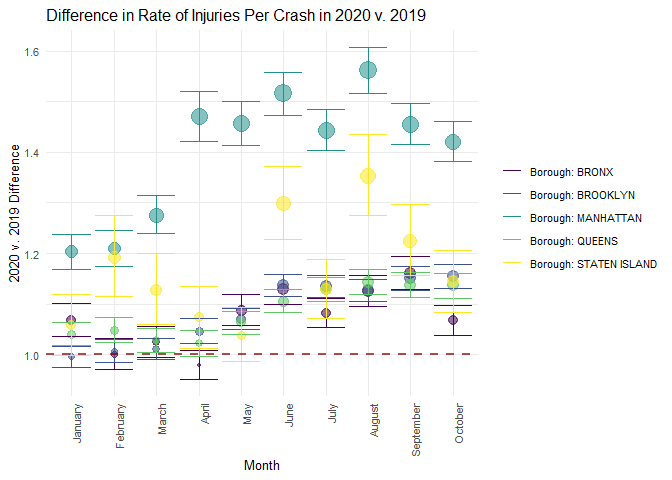 Difference in Rate of Injuries Per Crash in 2020 v. 2019
2020 v. 2019 Difference
1.6
1.4
1.2
1.0
January
February
March
April
May
June
July
August
September
October
Month
Borough: BRONX
Borough: BROOKLYN
Borough: MANHATTAN
Borough: QUEENS
Borough: STATEN ISLAND